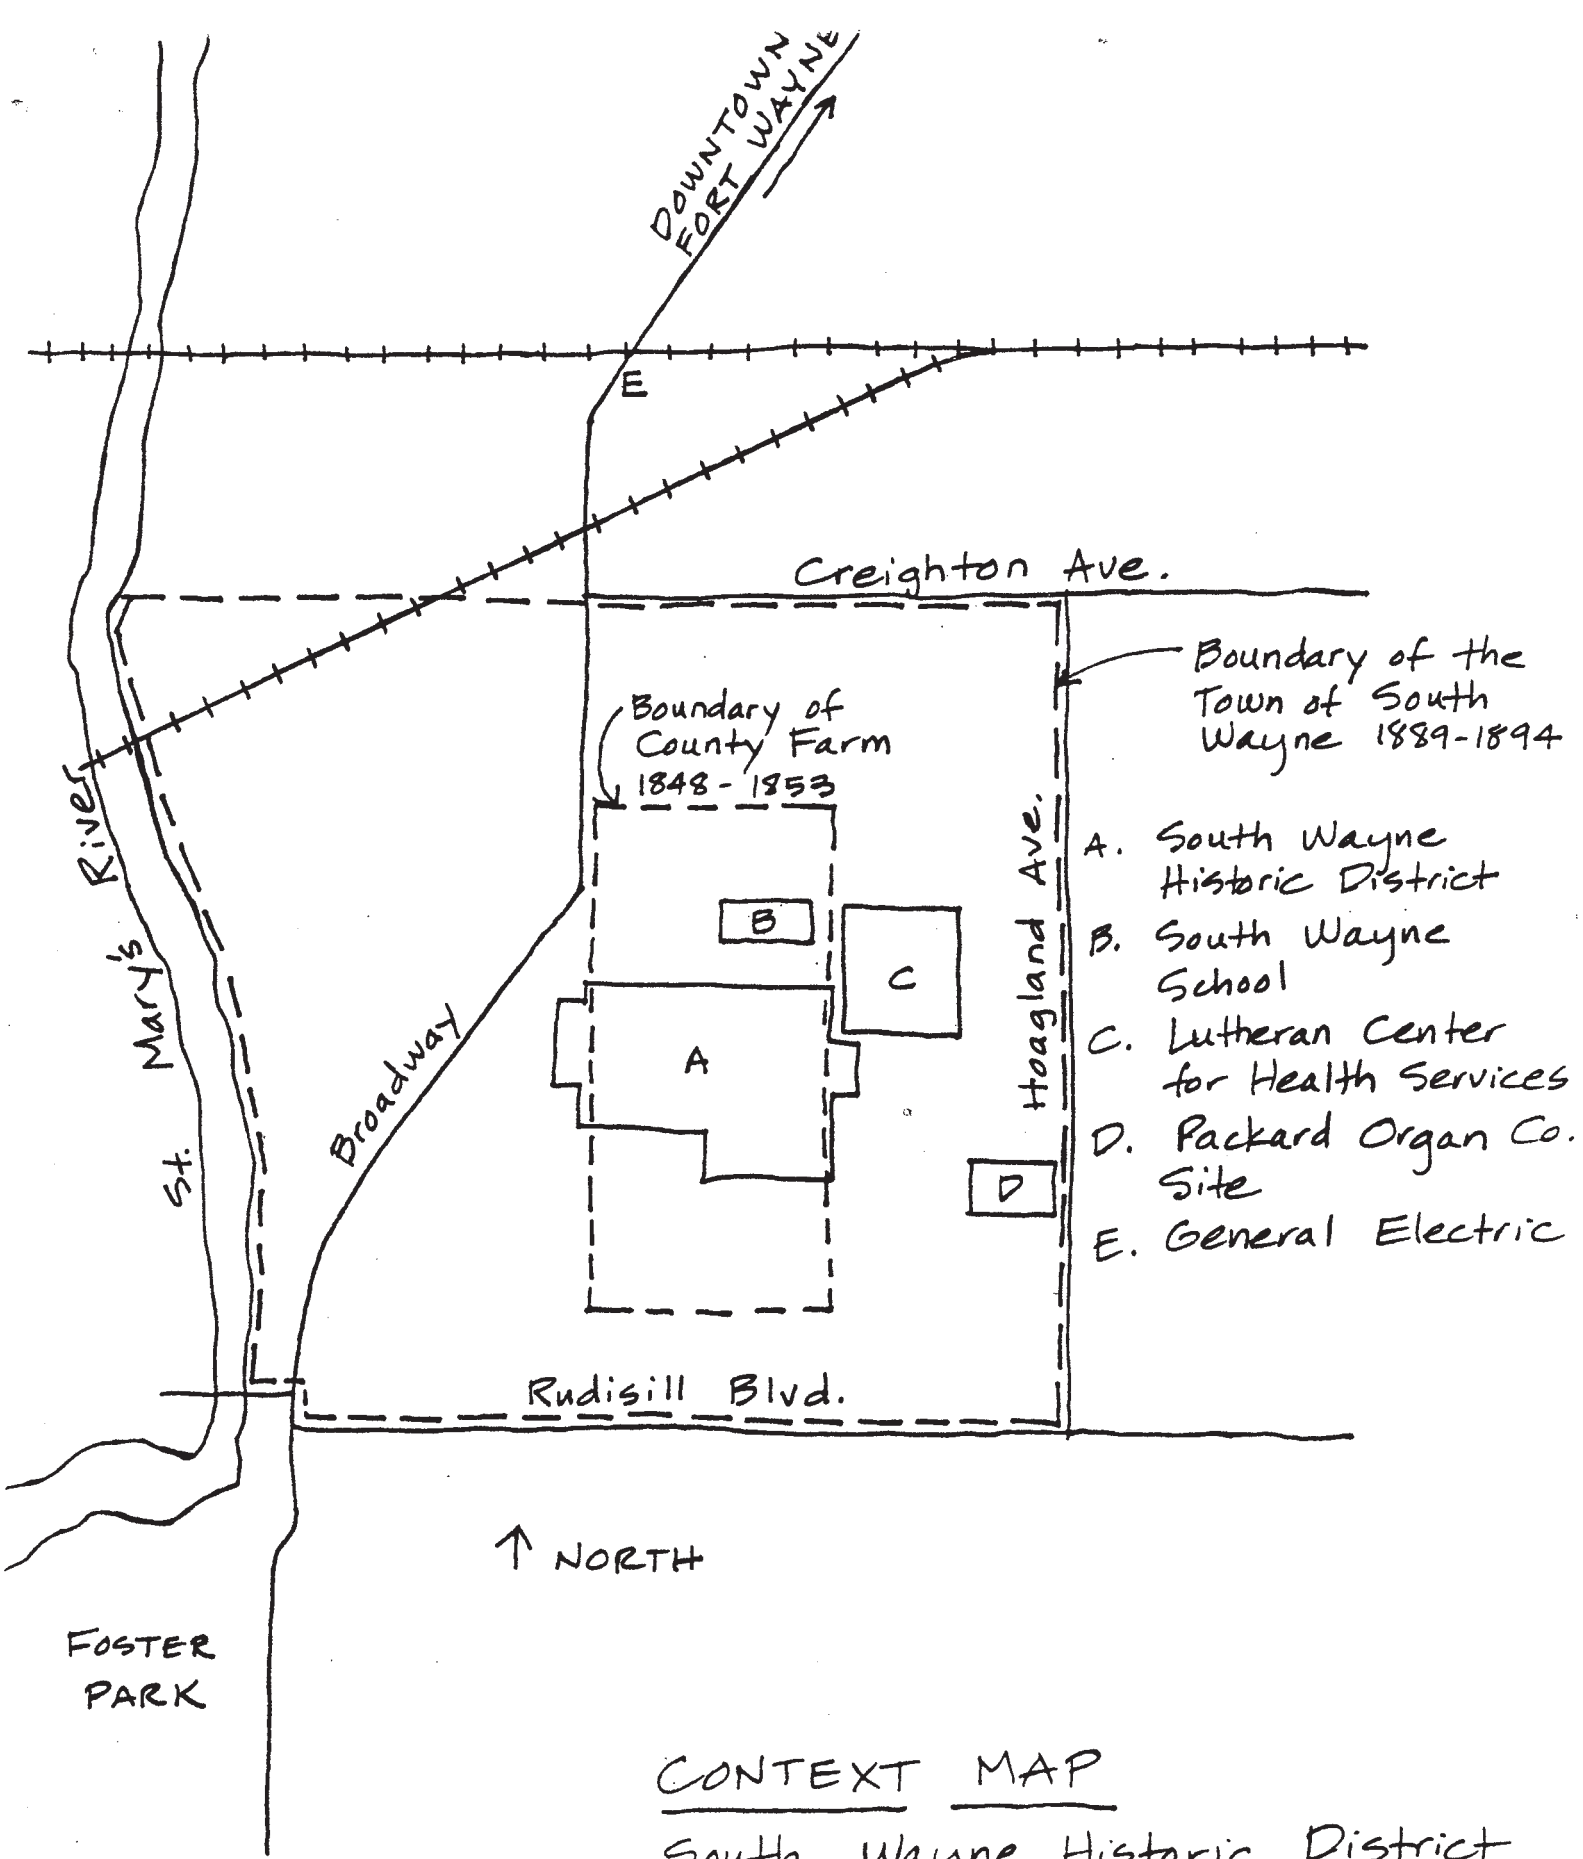 DOWNTOWN
FORT WAYNE
E
Creighton Ave.
Boundary of the
Town of South
Wayne 1889-1894
Boundary of
County Farm
1848 - 1853
St. Mary's River
Broadway
Hoagland Ave.
B
C
A
D
A. South Wayne
Historic District
B. South Wayne
School
C. Lutheran Center
for Health Services
D. Packard Organ Co.
Site
E. General Electric
Rudisill Blvd.
↑ NORTH
FOSTER
PARK
CONTEXT MAP
South Wayne Historic District